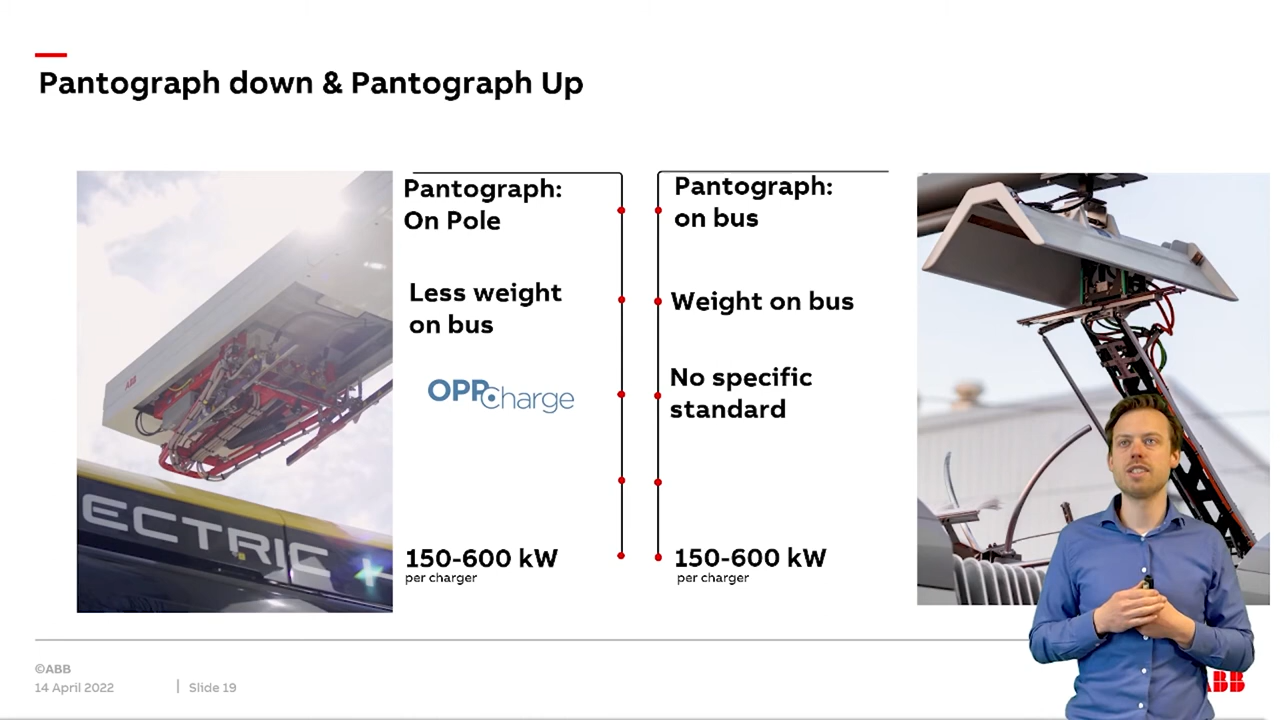 Pantograph down & Pantograph Up
Pantograph:
On Pole
Less weight
on bus
OPPCharge
150-600 kW
per charger
Pantograph:
on bus
Weight on bus
No specific
standard
150-600 kW
per charger
ABB
ECTRIC
©ABB
14 April 2022
Slide 19
ABB